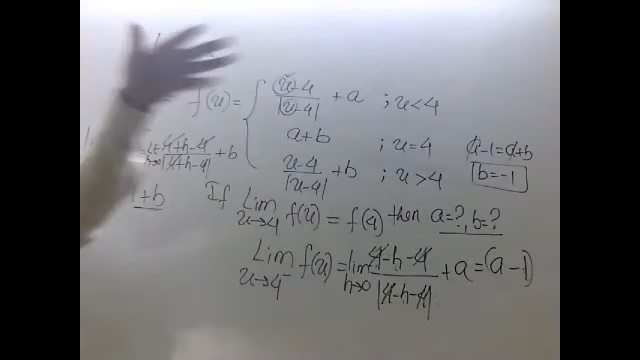 f(u) = { (u-4)/|u-4| + a ; u<4
a+b ; u=4
(u-4)/|u-4| + b ; u>4
a-1=a+b
b=-1
= lt h→0 (4+h-4)/|4+h-4| + b
1+b
If Lim u→4 f(u) = f(4) then a=?, b=?
Lim u→4⁻ f(u) = lim h→0 (4-h-4)/|4-h-4| + a = (a-1)